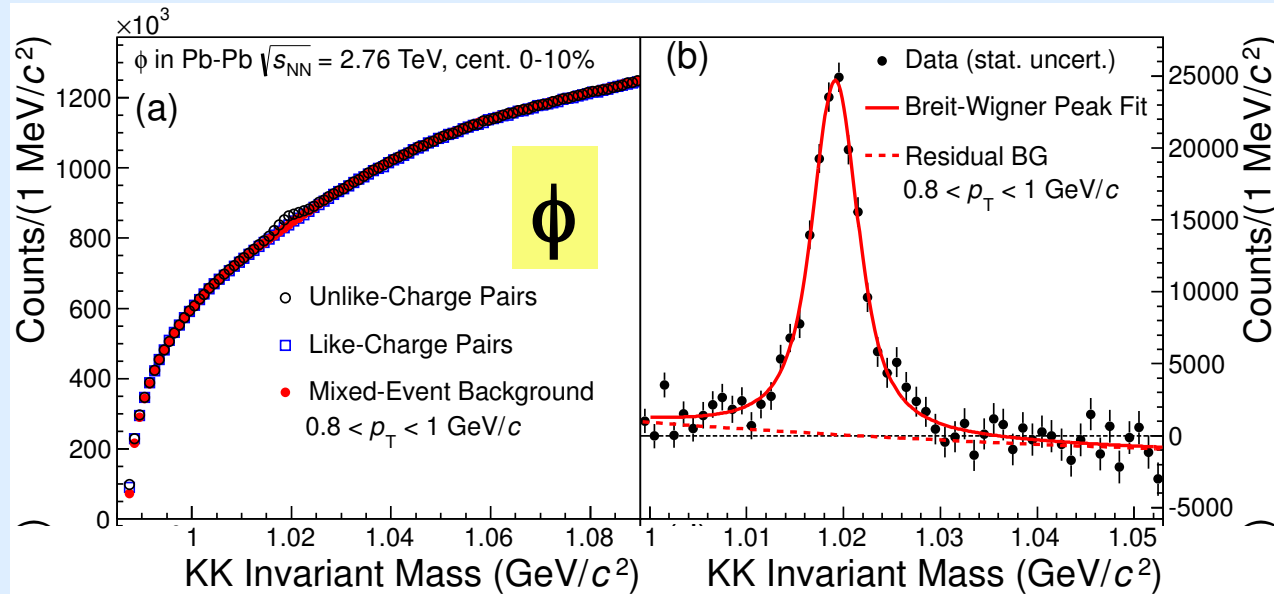 ×10³
ϕ in Pb-Pb √s_NN = 2.76 TeV, cent. 0-10%
(a)
ϕ
Unlike-Charge Pairs
Like-Charge Pairs
Mixed-Event Background
0.8 < p_T < 1 GeV/c
Counts/(1 MeV/c²)
1200
1000
800
600
400
200
0
1 1.02 1.04 1.06 1.08
KK Invariant Mass (GeV/c²)
(b)
Data (stat. uncert.)
Breit-Wigner Peak Fit
Residual BG
0.8 < p_T < 1 GeV/c
25000
20000
15000
10000
5000
0
-5000
Counts/(1 MeV/c²)
1 1.01 1.02 1.03 1.04 1.05
KK Invariant Mass (GeV/c²)